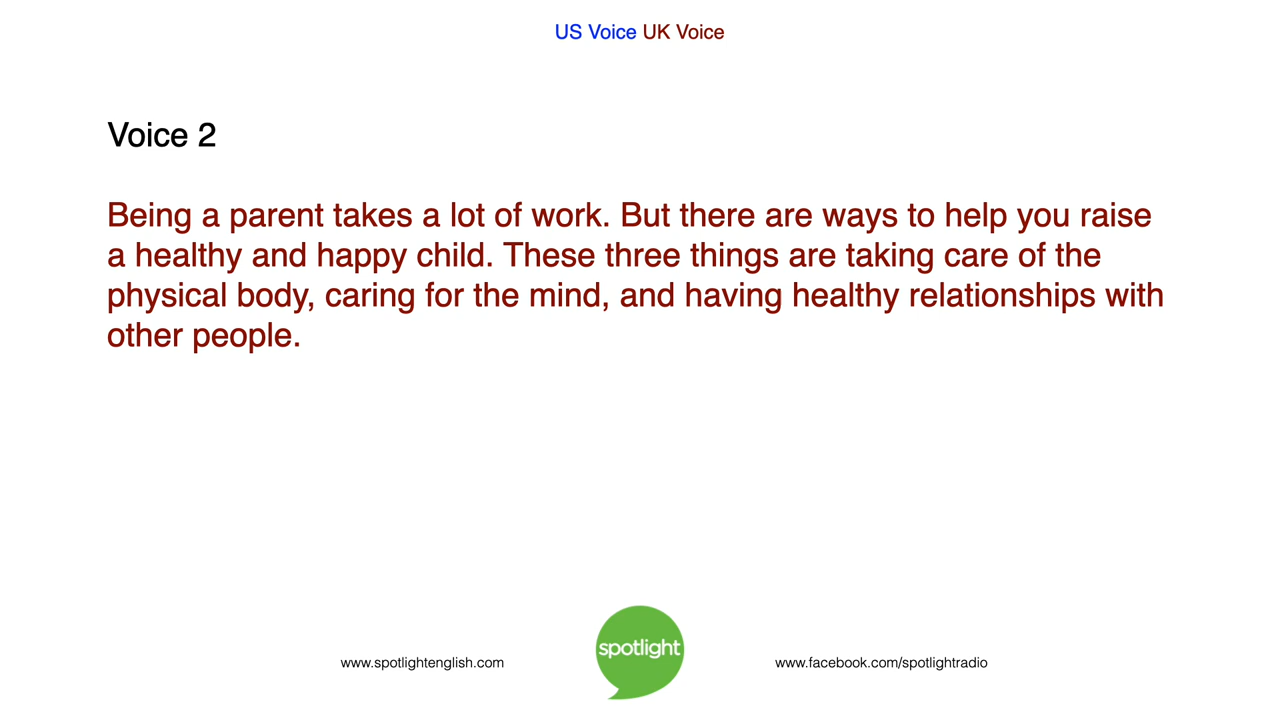 US Voice UK Voice
Voice 2
Being a parent takes a lot of work. But there are ways to help you raise
a healthy and happy child. These three things are taking care of the
physical body, caring for the mind, and having healthy relationships with
other people.
www.spotlightenglish.com
spotlight
www.facebook.com/spotlightradio